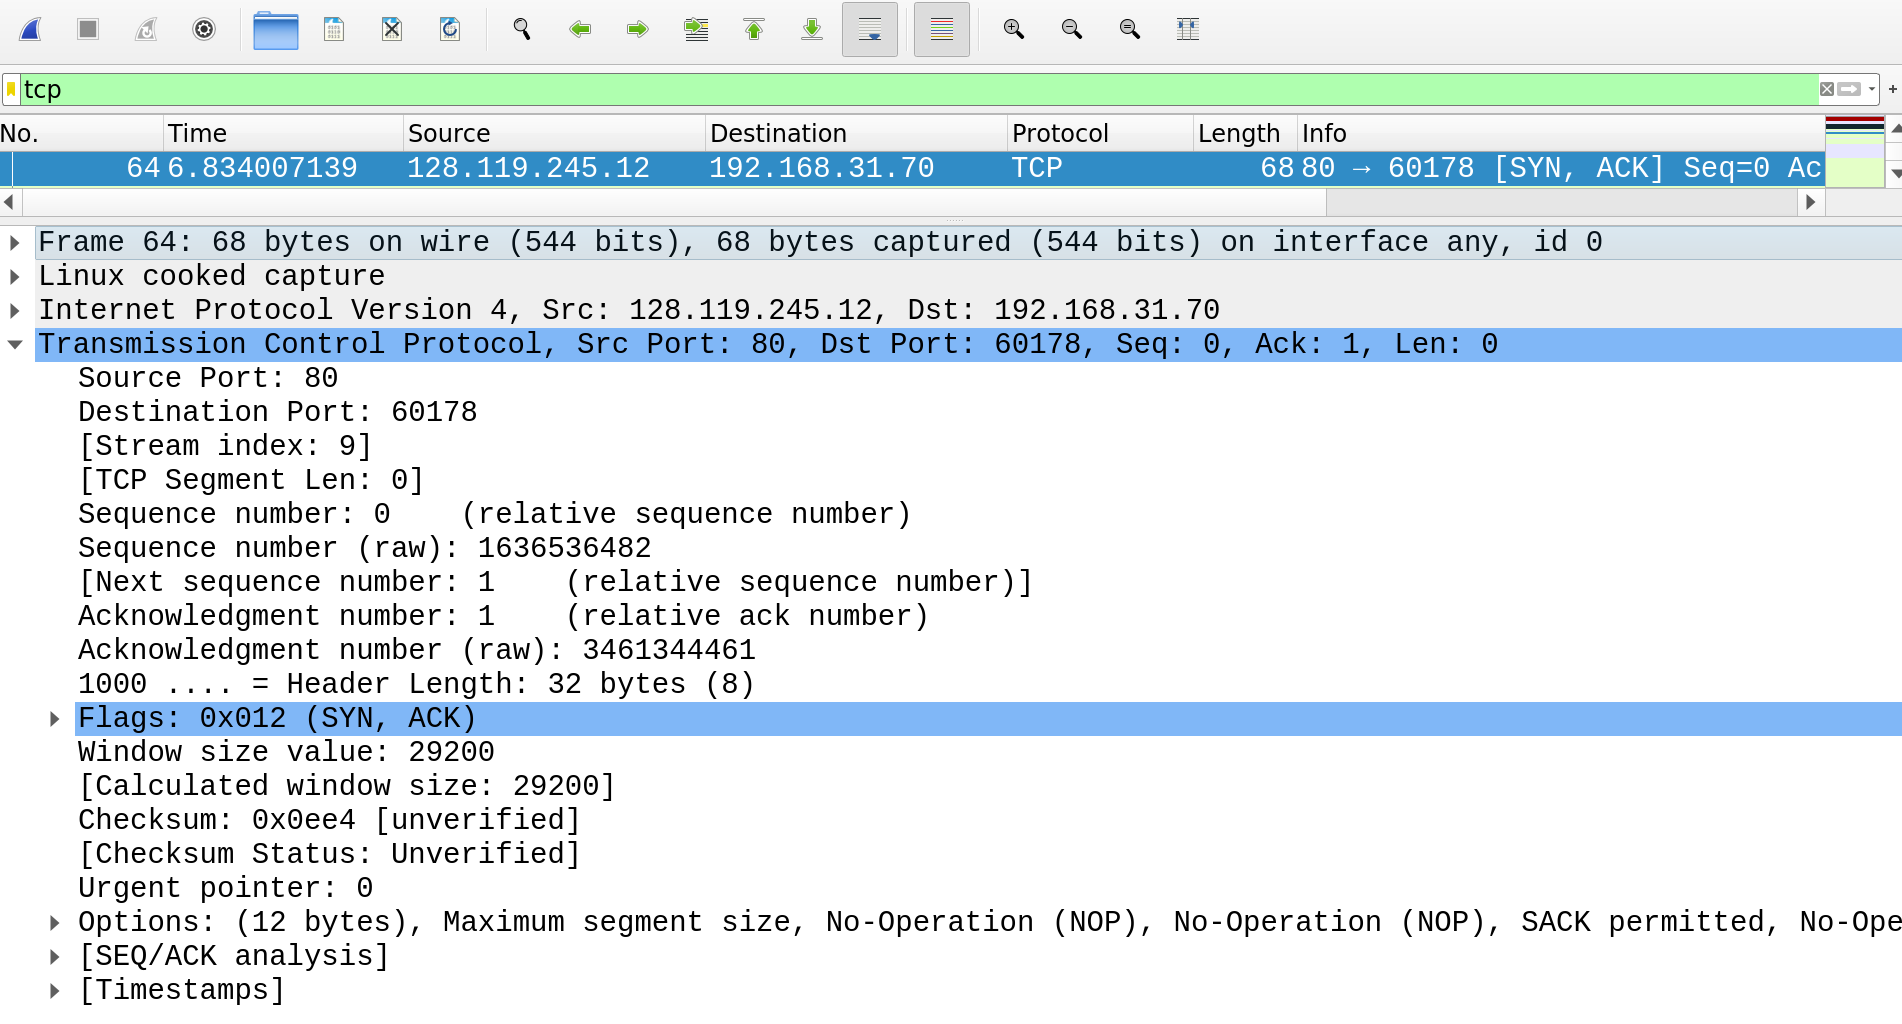 tcp
No. Time Source Destination Protocol Length Info
64 6.834007139 128.119.245.12 192.168.31.70 TCP 68 80 → 60178 [SYN, ACK] Seq=0 Ac
Frame 64: 68 bytes on wire (544 bits), 68 bytes captured (544 bits) on interface any, id 0
Linux cooked capture
Internet Protocol Version 4, Src: 128.119.245.12, Dst: 192.168.31.70
Transmission Control Protocol, Src Port: 80, Dst Port: 60178, Seq: 0, Ack: 1, Len: 0
Source Port: 80
Destination Port: 60178
[Stream index: 9]
[TCP Segment Len: 0]
Sequence number: 0    (relative sequence number)
Sequence number (raw): 1636536482
[Next sequence number: 1    (relative sequence number)]
Acknowledgment number: 1    (relative ack number)
Acknowledgment number (raw): 3461344461
1000 .... = Header Length: 32 bytes (8)
Flags: 0x012 (SYN, ACK)
Window size value: 29200
[Calculated window size: 29200]
Checksum: 0x0ee4 [unverified]
[Checksum Status: Unverified]
Urgent pointer: 0
Options: (12 bytes), Maximum segment size, No-Operation (NOP), No-Operation (NOP), SACK permitted, No-Ope
[SEQ/ACK analysis]
[Timestamps]